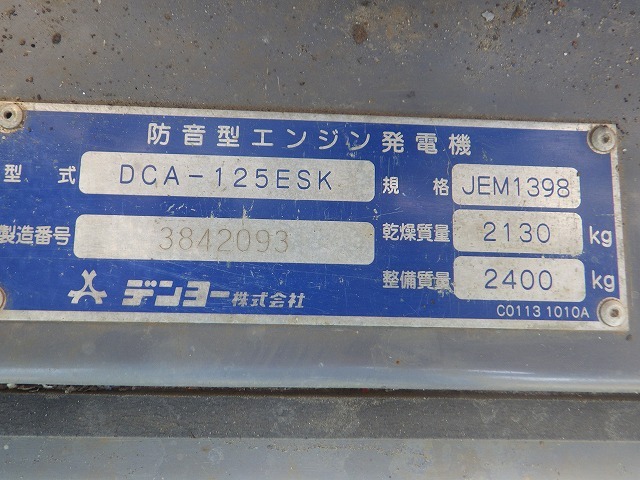 防音型エンジン発電機
型式 DCA-125ESK 規格 JEM1398
製造番号 3842093 乾燥質量 2130 kg
デンヨー株式会社 整備質量 2400 kg
C0113 1010A